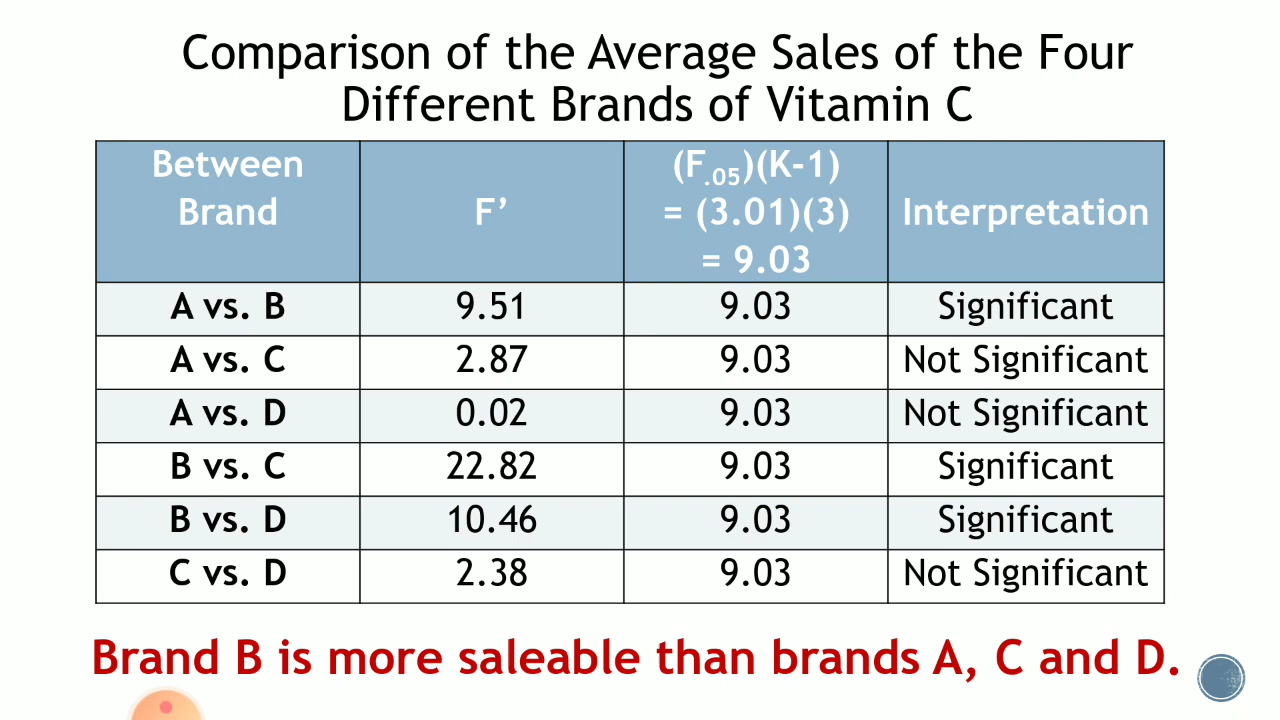 Comparison of the Average Sales of the Four
Different Brands of Vitamin C
Between Brand F’ (F.05)(K-1) = (3.01)(3) = 9.03 Interpretation
A vs. B 9.51 9.03 Significant
A vs. C 2.87 9.03 Not Significant
A vs. D 0.02 9.03 Not Significant
B vs. C 22.82 9.03 Significant
B vs. D 10.46 9.03 Significant
C vs. D 2.38 9.03 Not Significant
Brand B is more saleable than brands A, C and D.